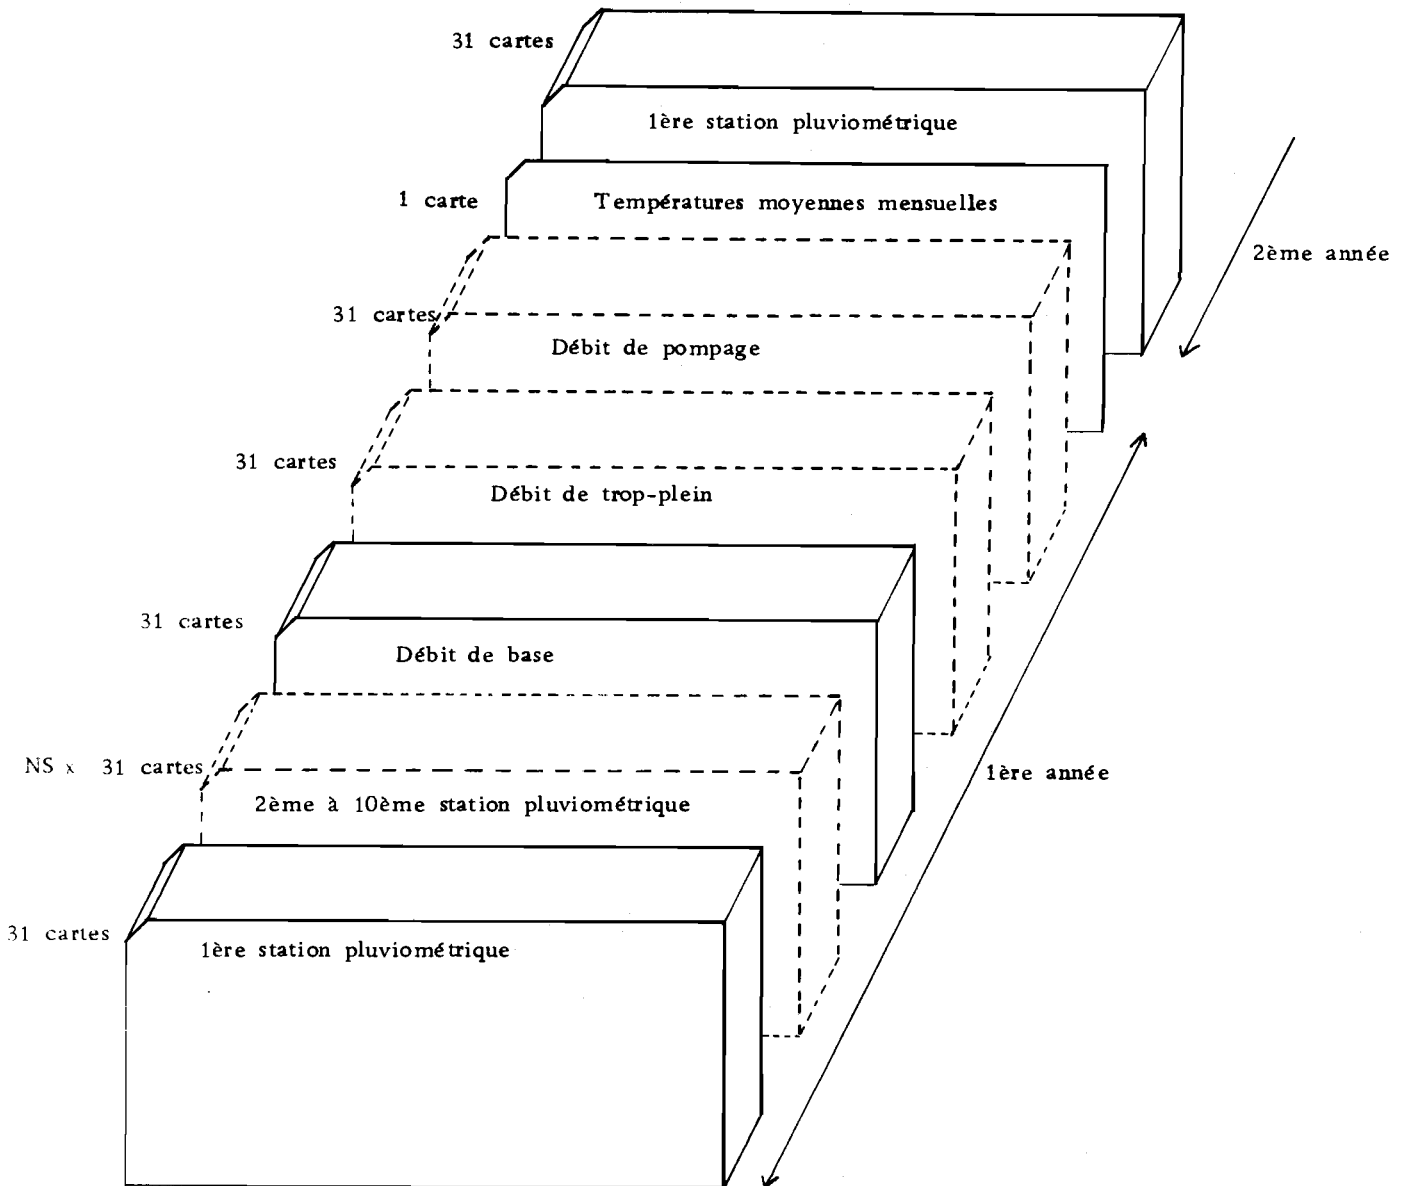 31 cartes
1ère station pluviométrique
1 carte
Températures moyennes mensuelles
2ème année
31 cartes
Débit de pompage
31 cartes
Débit de trop-plein
31 cartes
Débit de base
NS x 31 cartes
1ère année
2ème à 10ème station pluviométrique
31 cartes
1ère station pluviométrique